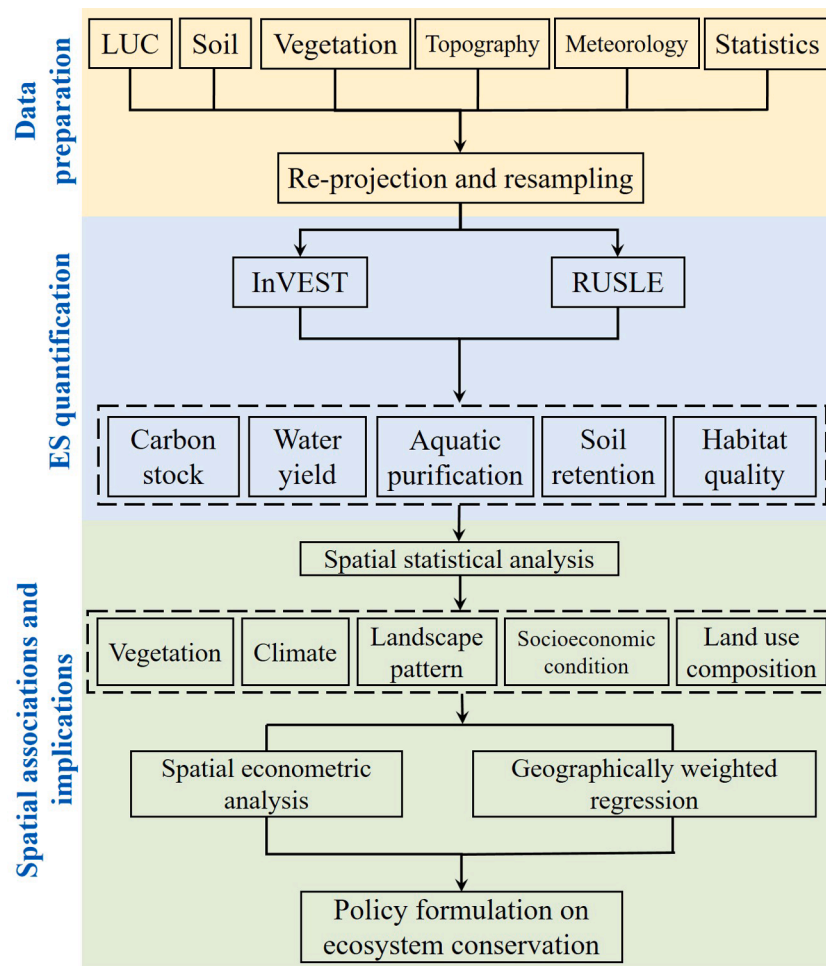 Data
preparation
LUC
Soil
Vegetation
Topography
Meteorology
Statistics
Re-projection and resampling
ES quantification
InVEST
RUSLE
Carbon
stock
Water
yield
Aquatic
purification
Soil
retention
Habitat
quality
Spatial associations and
implications
Spatial statistical analysis
Vegetation
Climate
Landscape
pattern
Socioeconomic
condition
Land use
composition
Spatial econometric
analysis
Geographically weighted
regression
Policy formulation on
ecosystem conservation